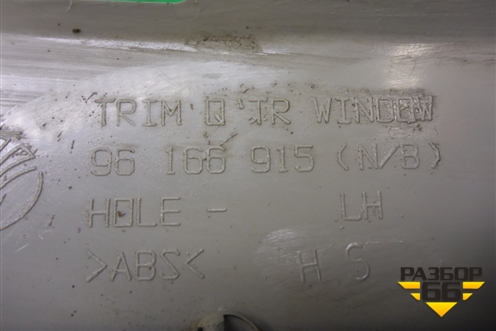 TRIM Q'TR WINDOW
96 166 915 (N/B)
HOLE - LH
>ABS< H S
РАЗБОР
66